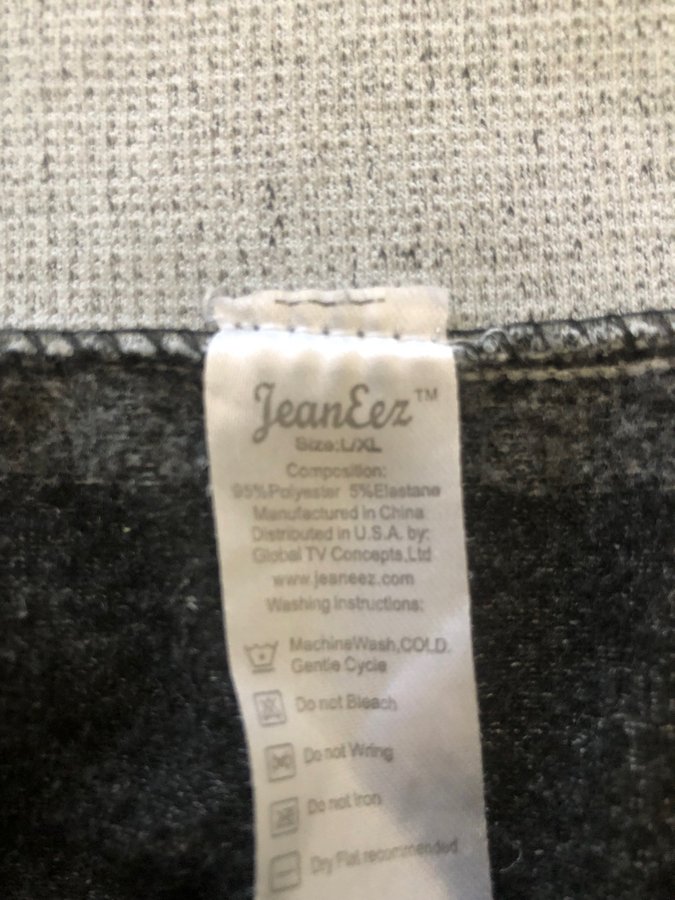 JeanEez™
Size:L/XL
Composition:
95%Polyester 5%Elastane
Manufactured in China
Distributed in U.S.A. by:
Global TV Concepts,Ltd
www.jeaneez.com
Washing Instructions:
MachineWash,COLD.
Gentle Cycle
Do not Bleach
Do not Wring
Do not Iron
Dry Flat recommended